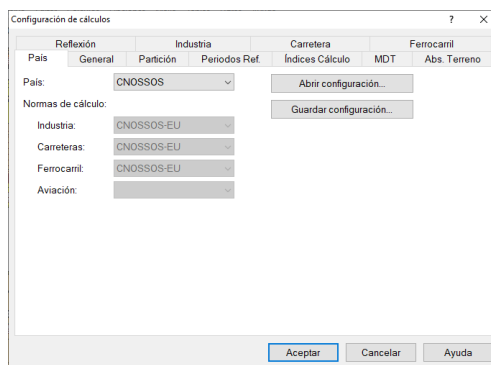 Configuración de cálculos ? X
Reflexión Industria Carretera Ferrocarril
País General Partición Periodos Ref. Índices Cálculo MDT Abs. Terreno
País: CNOSSOS Abrir configuración...
Normas de cálculo: Guardar configuración...
Industria: CNOSSOS-EU
Carreteras: CNOSSOS-EU
Ferrocarril: CNOSSOS-EU
Aviación:
Aceptar Cancelar Ayuda